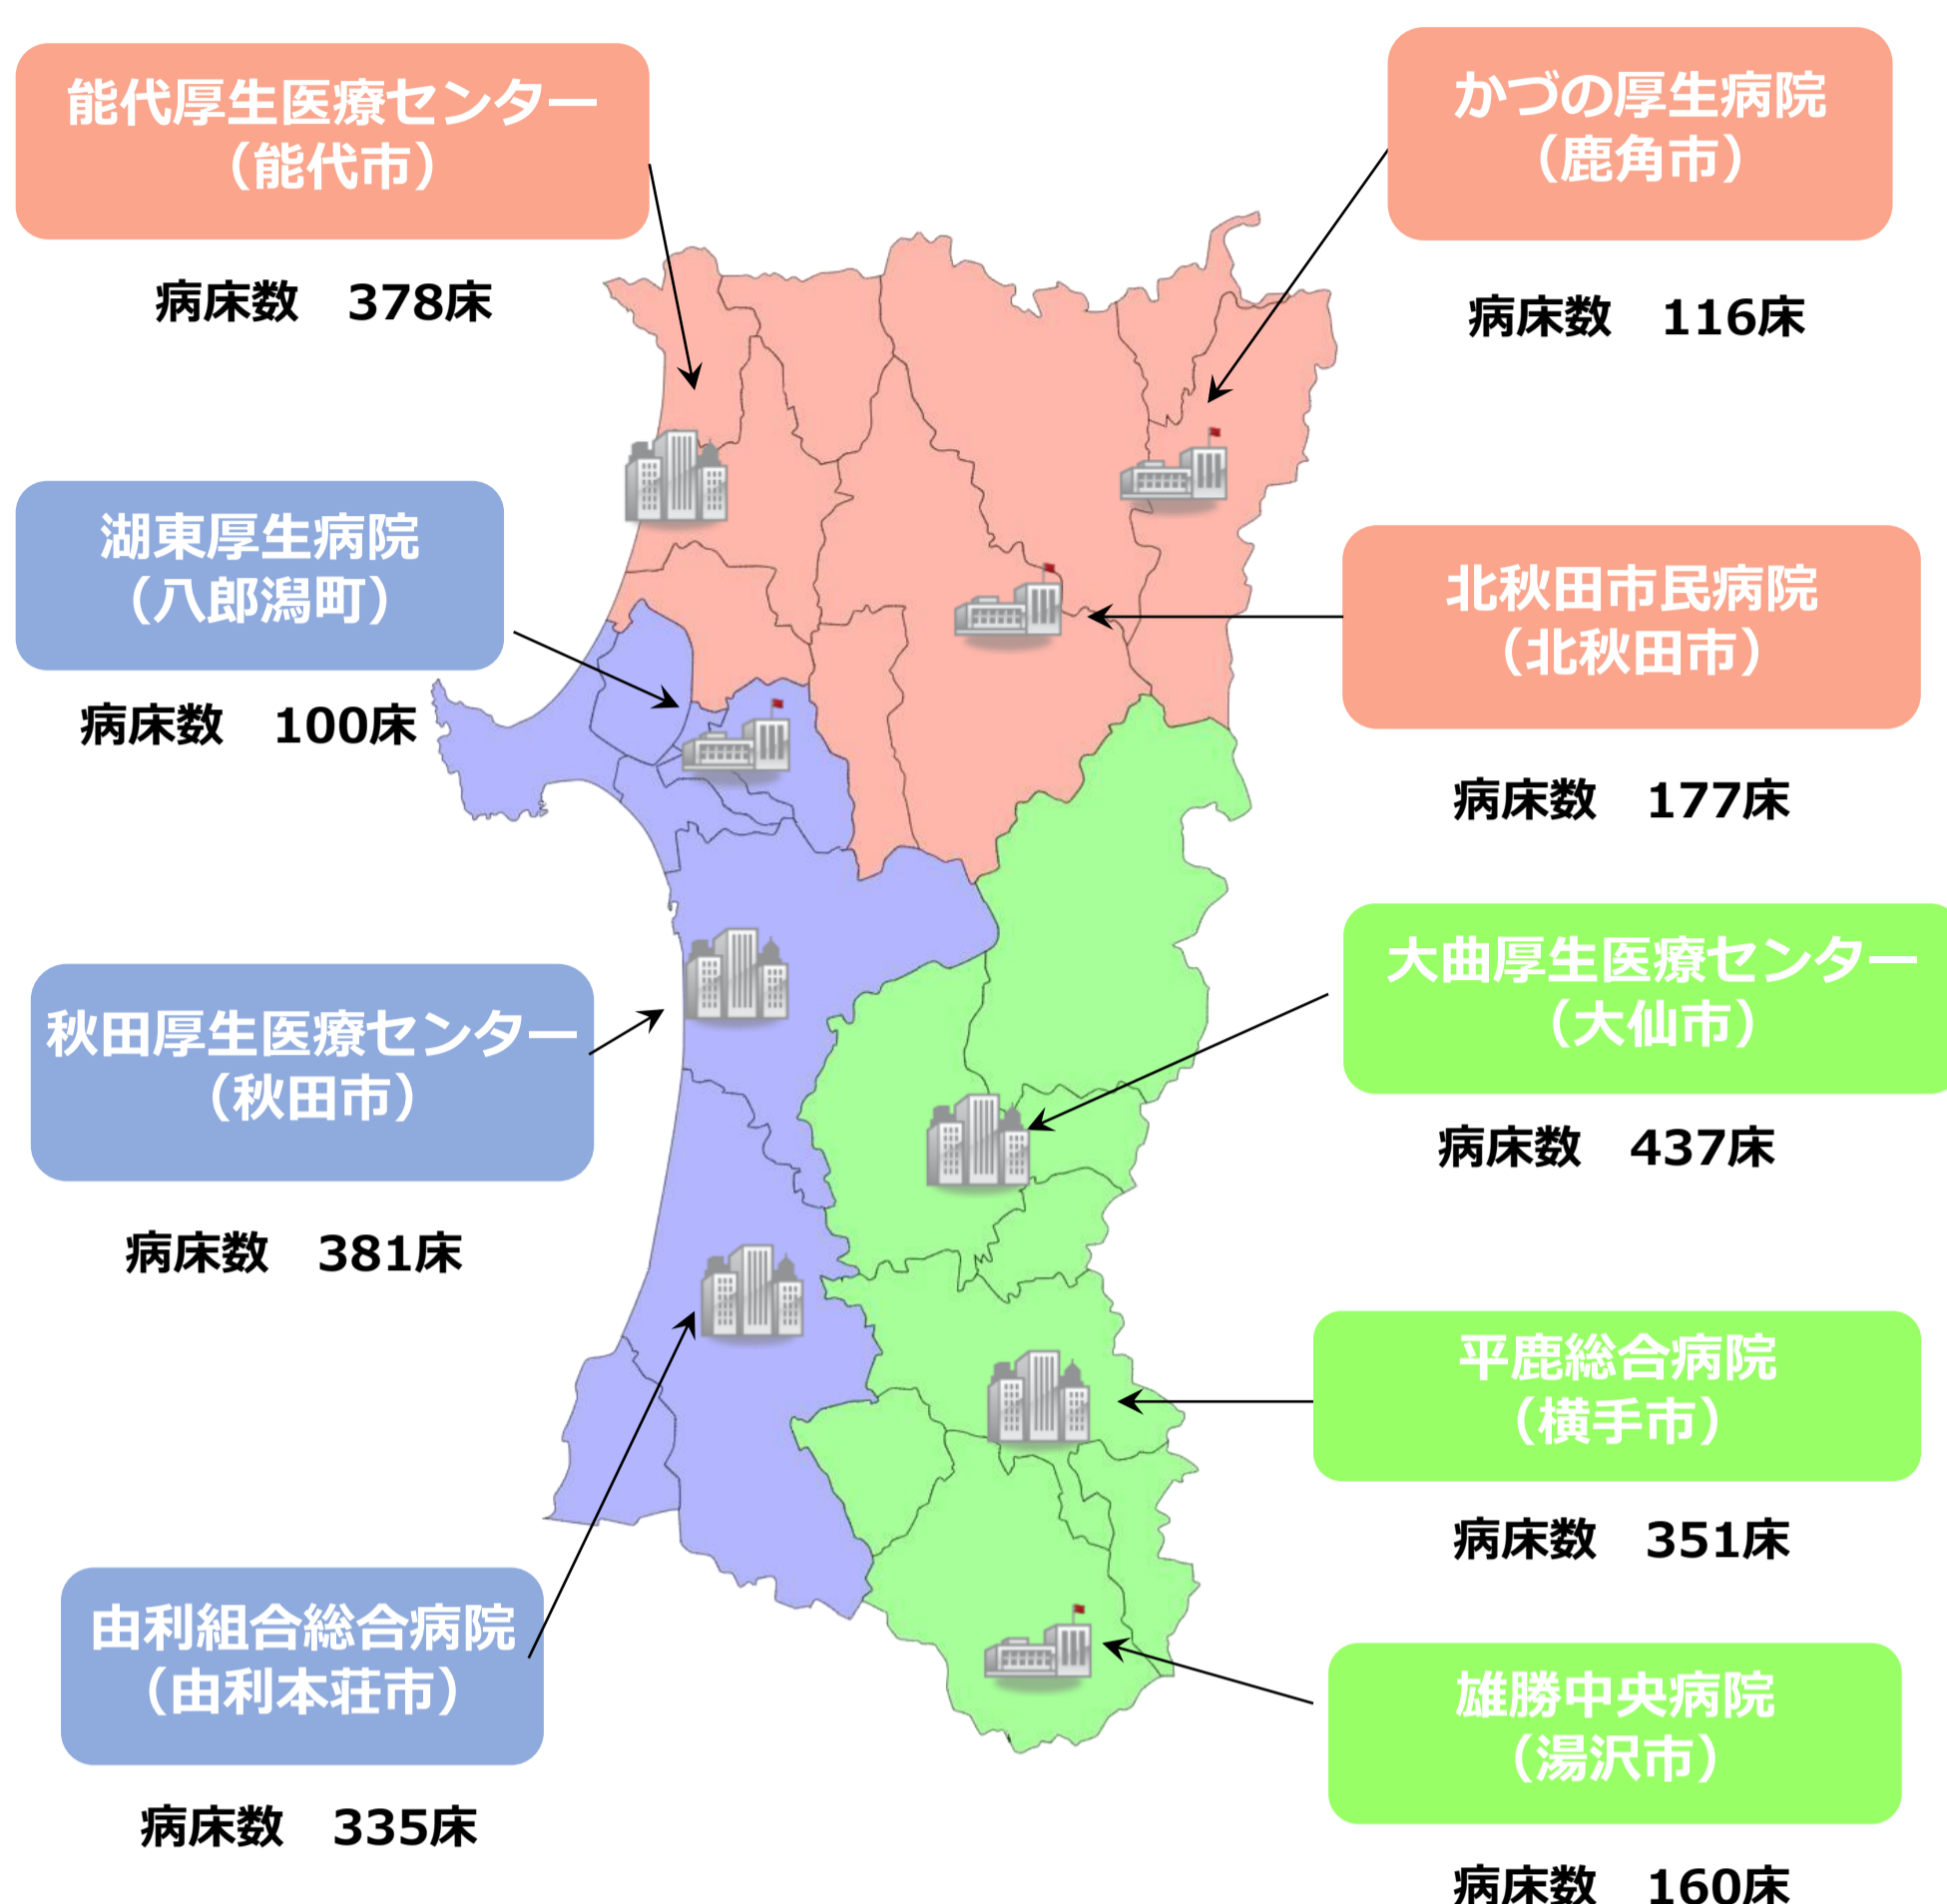 能代厚生医療センター
（能代市）
病床数　378床
かづの厚生病院
（鹿角市）
病床数　116床
湖東厚生病院
（八郎潟町）
病床数　100床
北秋田市民病院
（北秋田市）
病床数　177床
秋田厚生医療センター
（秋田市）
病床数　381床
大曲厚生医療センター
（大仙市）
病床数　437床
由利組合総合病院
（由利本荘市）
病床数　335床
平鹿総合病院
（横手市）
病床数　351床
雄勝中央病院
（湯沢市）
病床数　160床